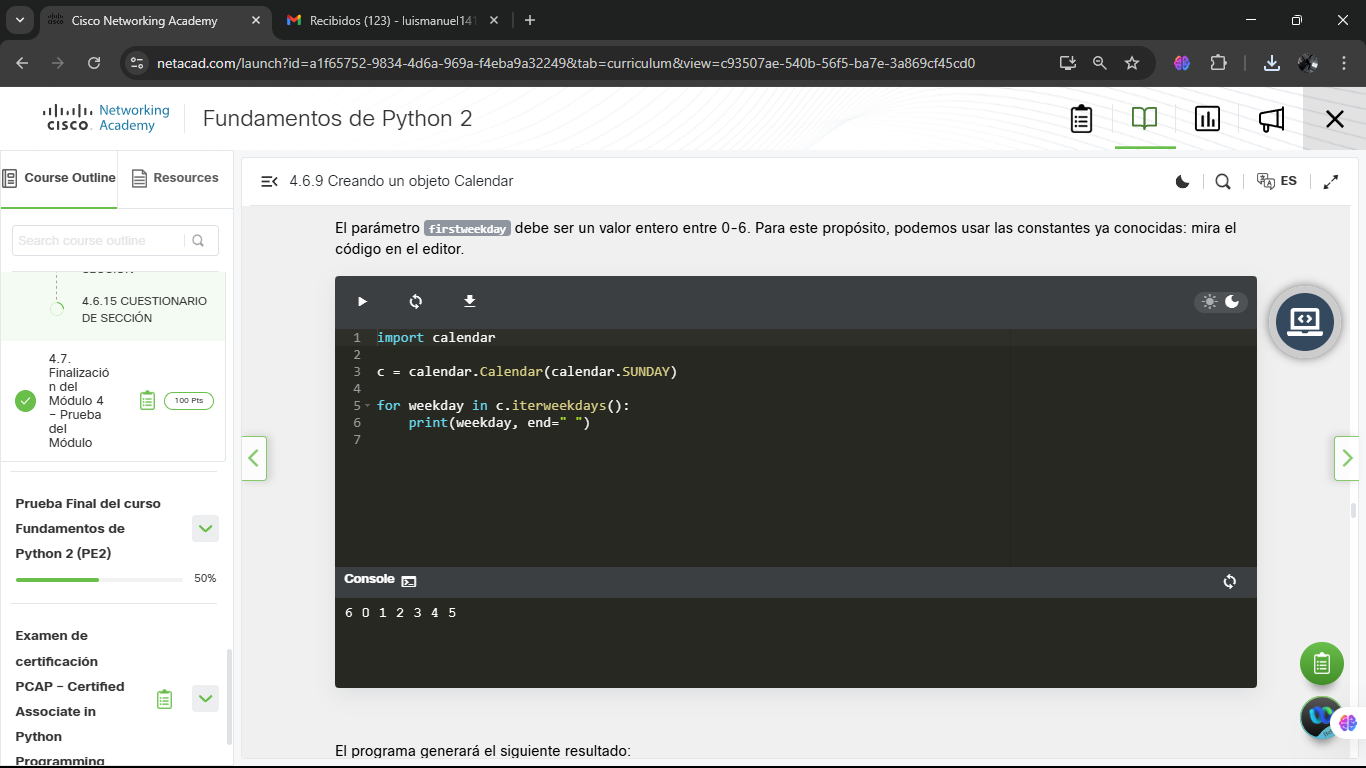 Cisco Networking Academy
Recibidos (123) - luismanuel141
netacad.com/launch?id=a1f65752-9834-4d6a-969a-f4eba9a32249&tab=curriculum&view=c93507ae-540b-56f5-ba7e-3a869cf45cd0
CISCO Networking Academy
Fundamentos de Python 2
Course Outline
Resources
Search course outline
4.6.15 CUESTIONARIO
DE SECCIÓN
4.7.
Finalizació
n del
Módulo 4
– Prueba
del
Módulo
100 Pts
Prueba Final del curso
Fundamentos de
Python 2 (PE2)
50%
Examen de
certificación
PCAP – Certified
Associate in
Python
Programming
4.6.9 Creando un objeto Calendar
ES
El parámetro firstweekday debe ser un valor entero entre 0-6. Para este propósito, podemos usar las constantes ya conocidas: mira el
código en el editor.
1 import calendar
2
3 c = calendar.Calendar(calendar.SUNDAY)
4
5 for weekday in c.iterweekdays():
6     print(weekday, end=" ")
7
Console
6 0 1 2 3 4 5
El programa generará el siguiente resultado: